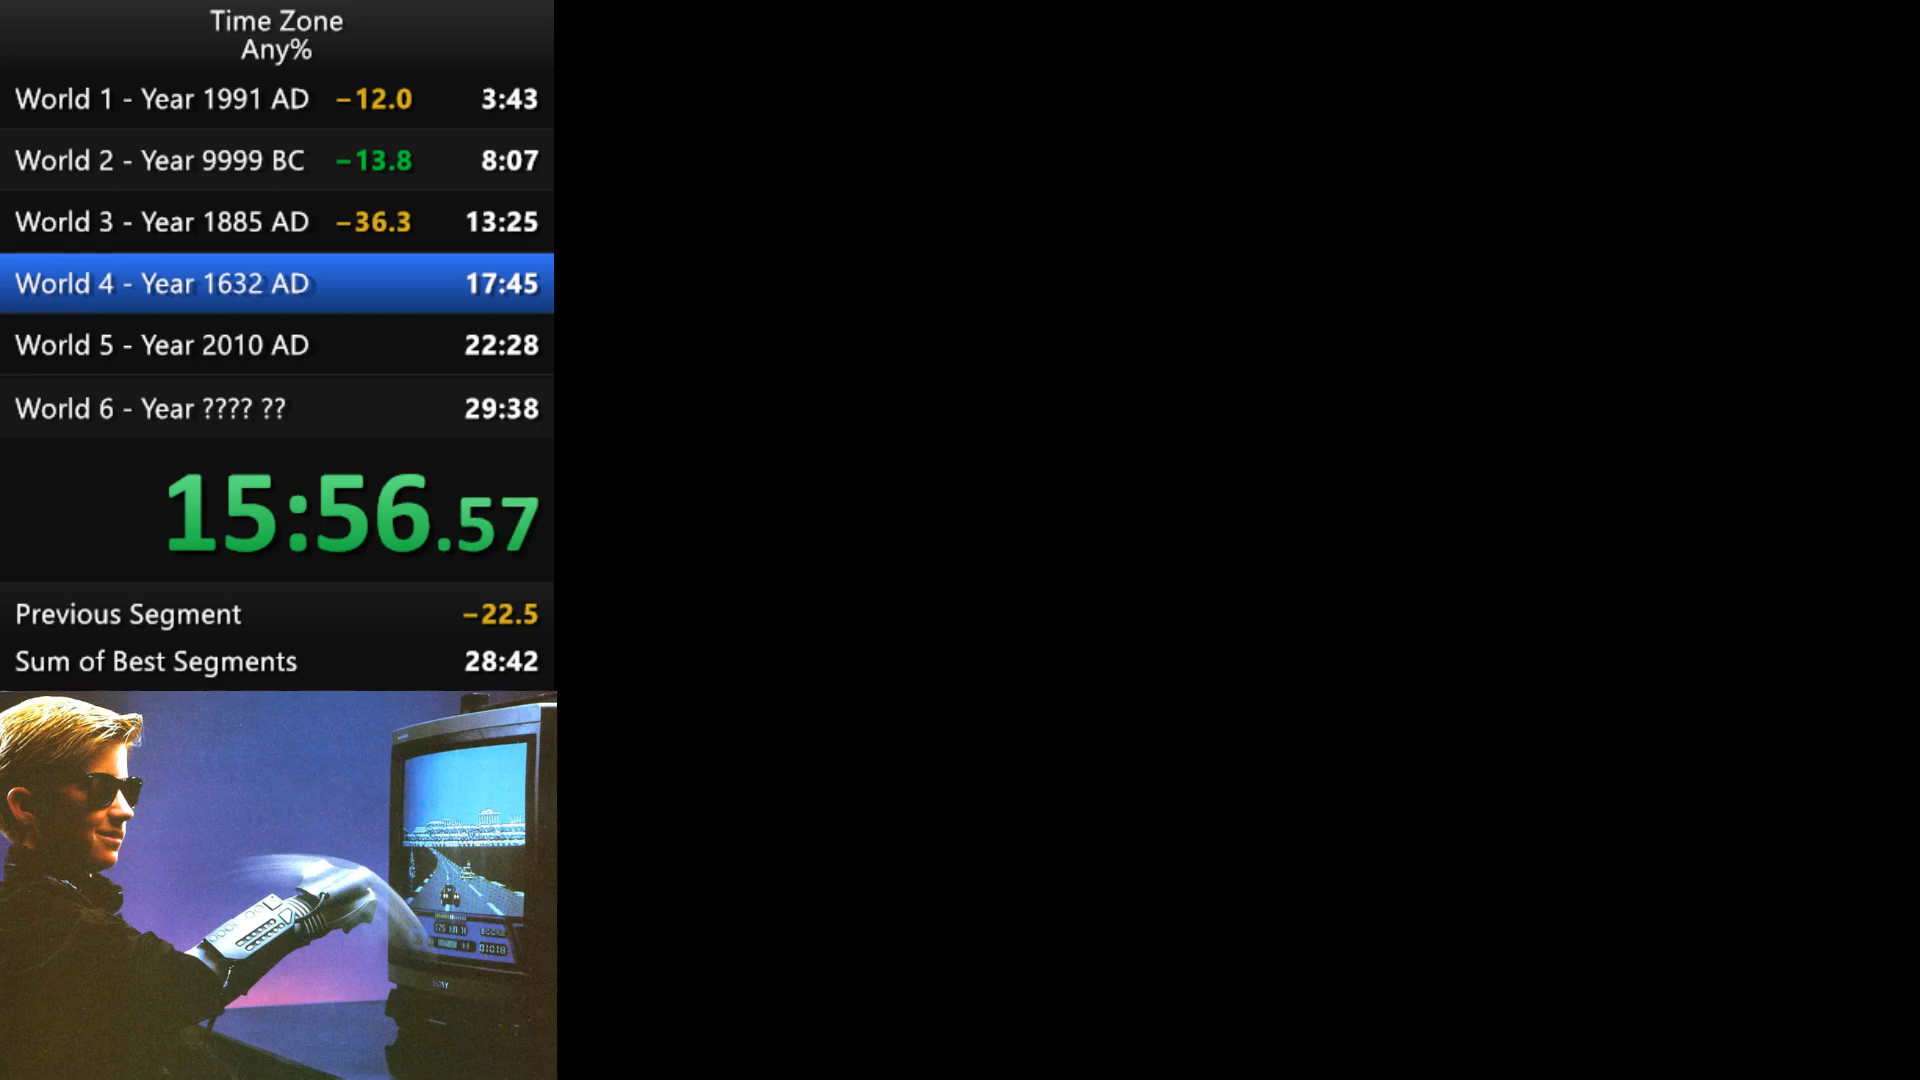 Time Zone
Any%
World 1 - Year 1991 AD −12.0 3:43
World 2 - Year 9999 BC −13.8 8:07
World 3 - Year 1885 AD −36.3 13:25
World 4 - Year 1632 AD 17:45
World 5 - Year 2010 AD 22:28
World 6 - Year ???? ?? 29:38
15:56.57
Previous Segment −22.5
Sum of Best Segments 28:42